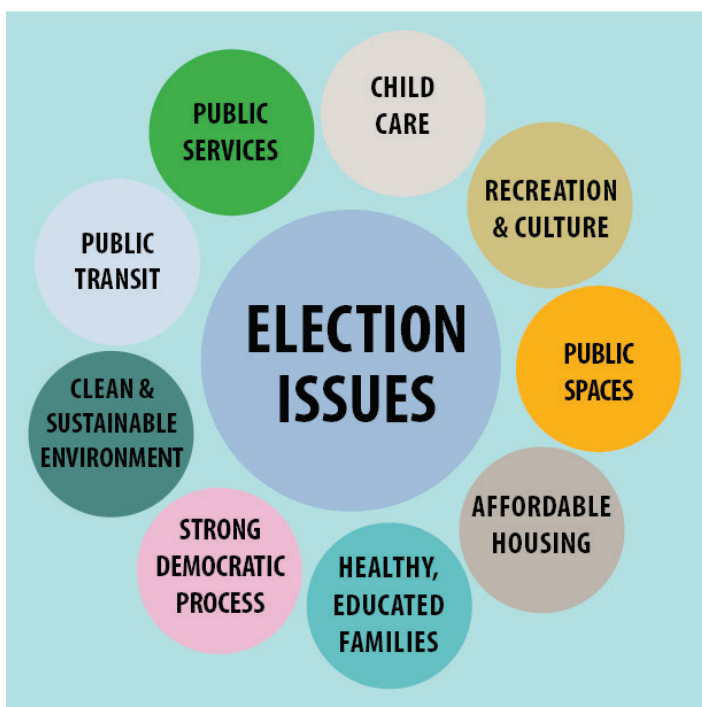 ELECTION
ISSUES
CHILD
CARE
RECREATION
& CULTURE
PUBLIC
SPACES
AFFORDABLE
HOUSING
HEALTHY,
EDUCATED
FAMILIES
STRONG
DEMOCRATIC
PROCESS
CLEAN &
SUSTAINABLE
ENVIRONMENT
PUBLIC
TRANSIT
PUBLIC
SERVICES